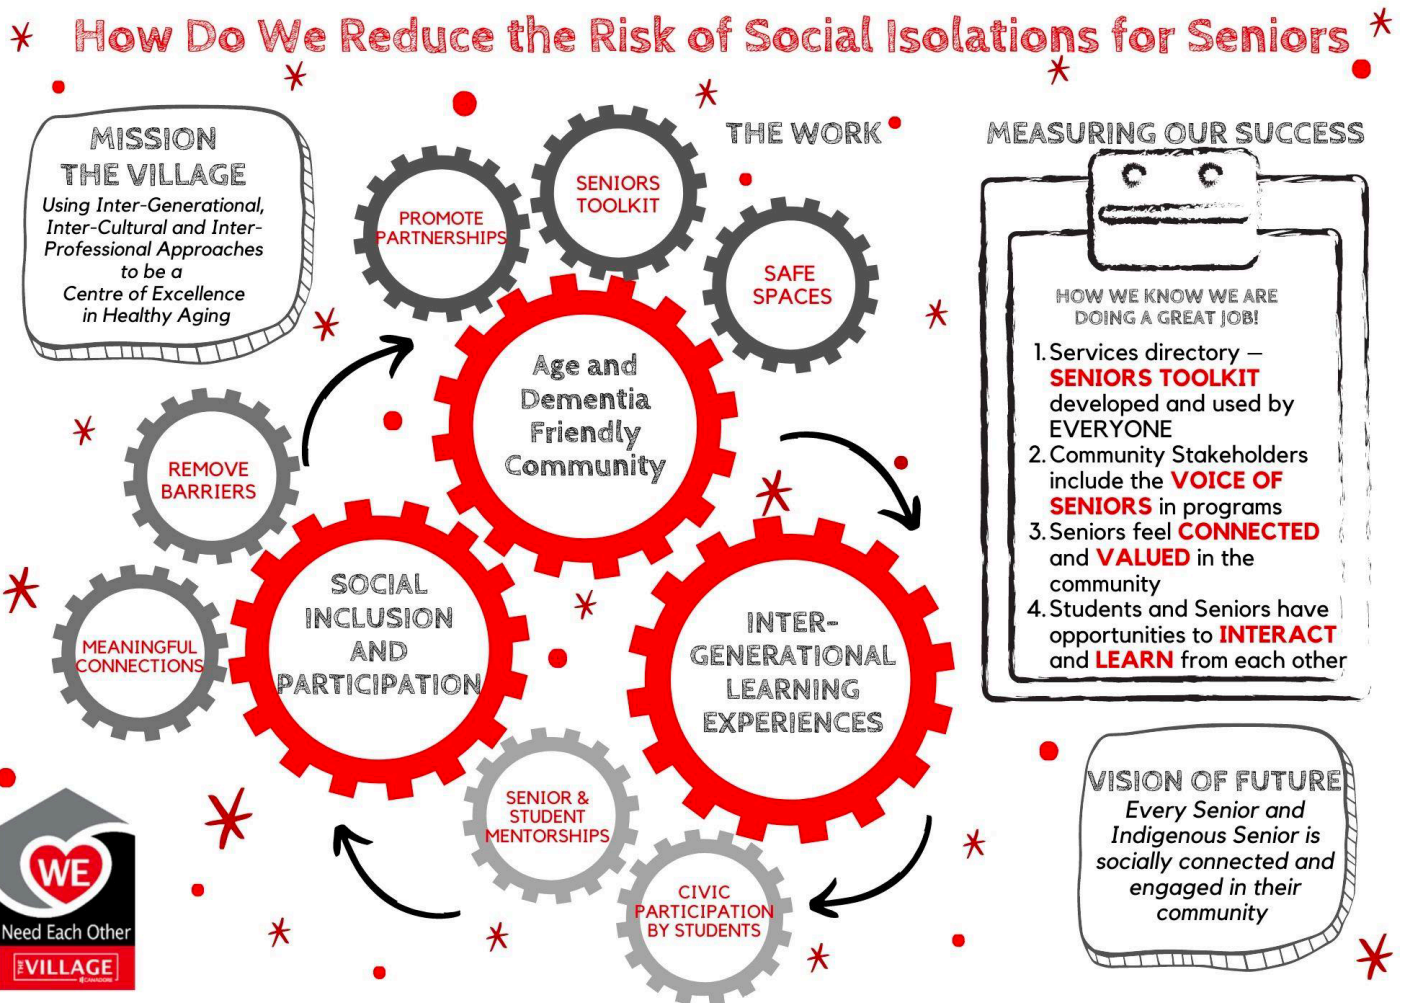 How Do We Reduce the Risk of Social Isolations for Seniors
MISSION
THE VILLAGE
Using Inter-Generational,
Inter-Cultural and Inter-
Professional Approaches
to be a
Centre of Excellence
in Healthy Aging
THE WORK
PROMOTE
PARTNERSHIPS
SENIORS
TOOLKIT
SAFE
SPACES
Age and
Dementia
Friendly
Community
REMOVE
BARRIERS
MEANINGFUL
CONNECTIONS
SOCIAL
INCLUSION
AND
PARTICIPATION
INTER-
GENERATIONAL
LEARNING
EXPERIENCES
SENIOR &
STUDENT
MENTORSHIPS
CIVIC
PARTICIPATION
BY STUDENTS
MEASURING OUR SUCCESS
HOW WE KNOW WE ARE
DOING A GREAT JOB!
1. Services directory –
SENIORS TOOLKIT
developed and used by
EVERYONE
2. Community Stakeholders
include the VOICE OF
SENIORS in programs
3. Seniors feel CONNECTED
and VALUED in the
community
4. Students and Seniors have
opportunities to INTERACT
and LEARN from each other
VISION OF FUTURE
Every Senior and
Indigenous Senior is
socially connected and
engaged in their
community
WE
Need Each Other
THE VILLAGE
CANADORE